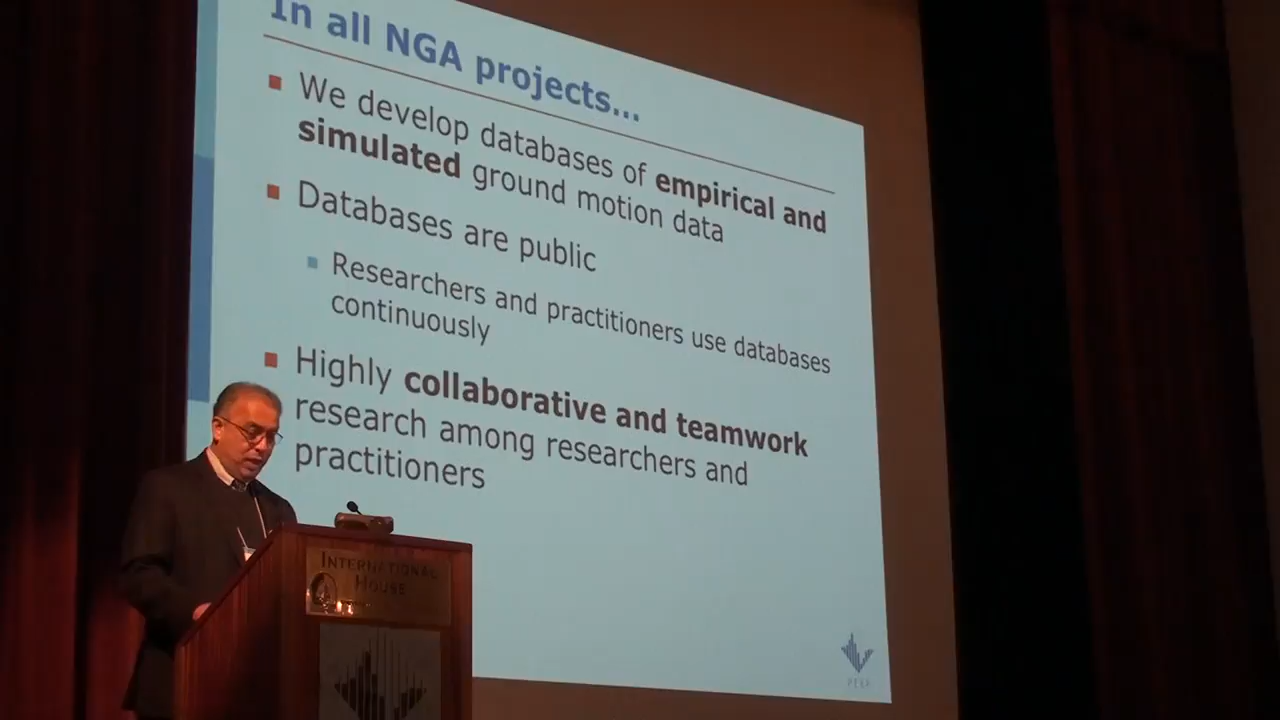 In all NGA projects...
We develop databases of empirical and
simulated ground motion data
Databases are public
Researchers and practitioners use databases
continuously
Highly collaborative and teamwork
research among researchers and
practitioners
INTERNATIONAL
HOUSE
PEER